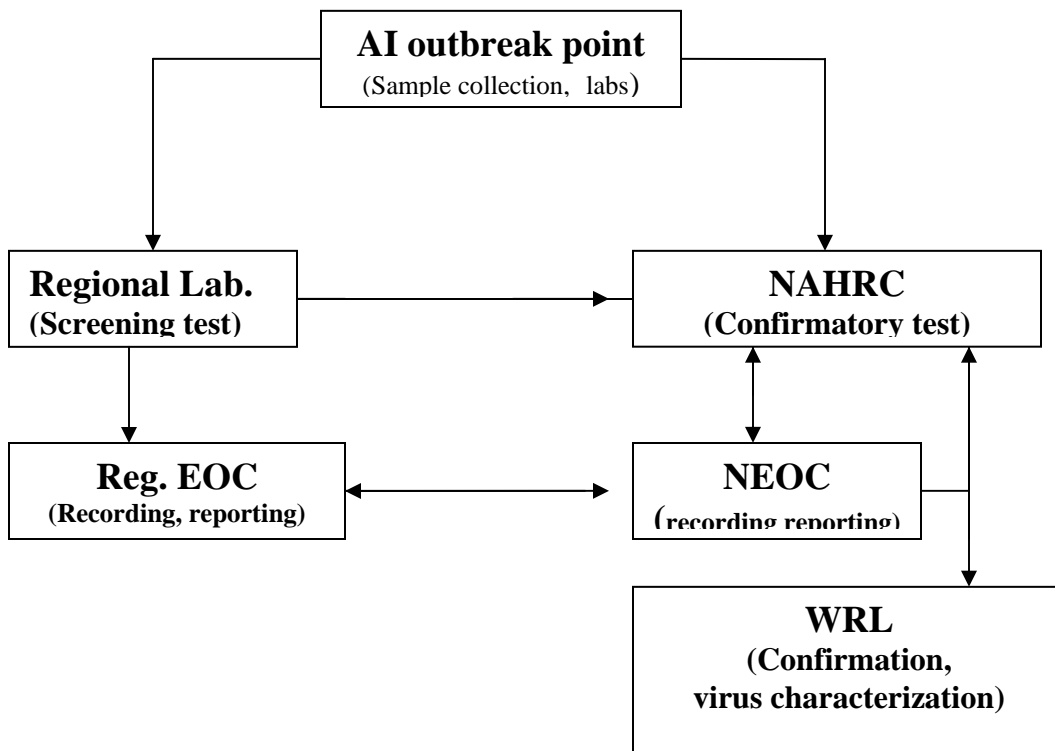 AI outbreak point
(Sample collection, labs)
Regional Lab.
(Screening test)
NAHRC
(Confirmatory test)
Reg. EOC
(Recording, reporting)
NEOC
(recording reporting)
WRL
(Confirmation,
virus characterization)